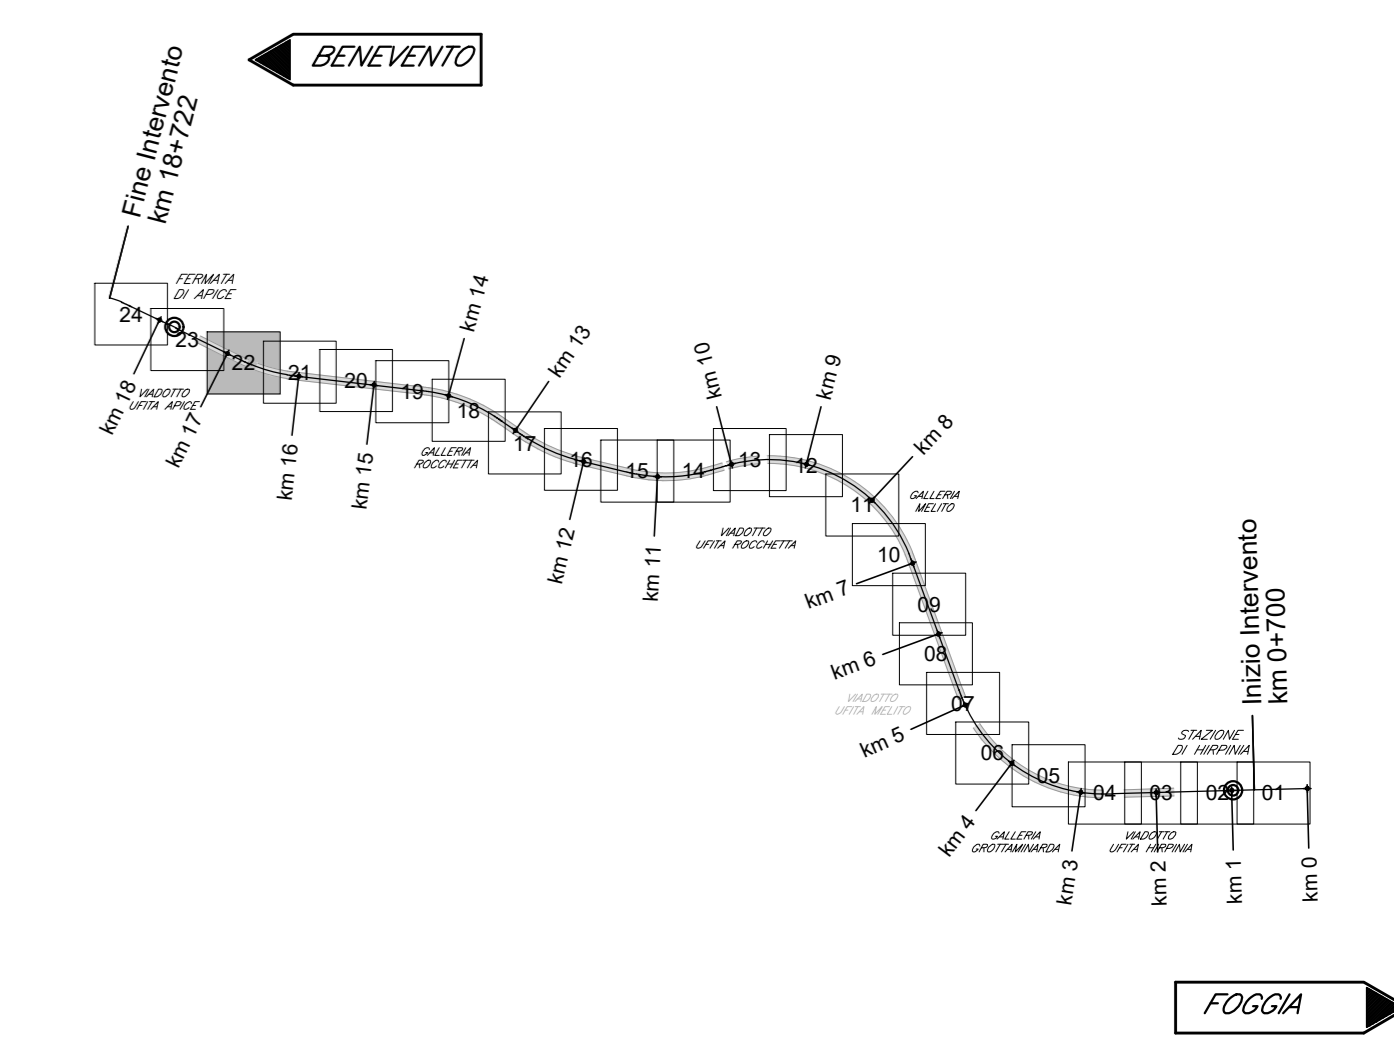 BENEVENTO
Fine Intervento
km 18+722
FERMATA
DI APICE
24
23
22
21
20
19
18
17
16
15
14
13
12
11
10
09
08
07
06
05
04
03
02
01
km 18
VIADOTTO
UFITA APICE
km 17
km 16
km 15
km 14
km 13
GALLERIA
ROCCHETTA
km 12
km 11
km 10
VIADOTTO
UFITA ROCCHETTA
km 9
km 8
GALLERIA
MELITO
km 7
km 6
VIADOTTO
UFITA MELITO
km 5
km 4
GALLERIA
GROTTAMINARDA
km 3
VIADOTTO
UFITA HIRPINIA
km 2
STAZIONE
DI HIRPINIA
km 1
Inizio Intervento
km 0+700
km 0
FOGGIA